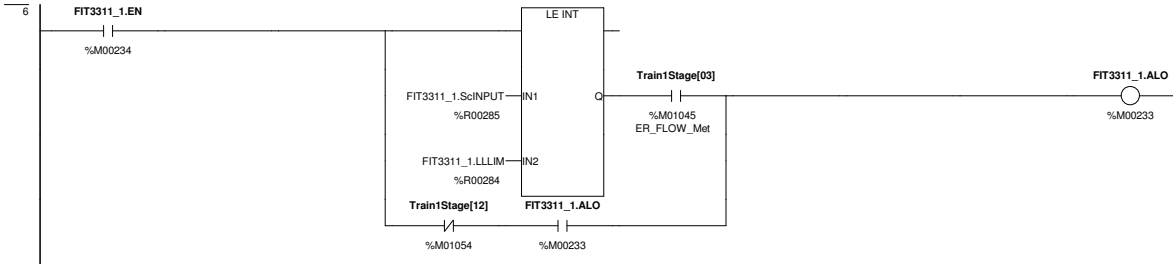 6
FIT3311_1.EN
%M00234
LE INT
FIT3311_1.ScINPUT
IN1
Q
%R00285
Train1Stage[03]
%M01045
ER_FLOW_Met
FIT3311_1.ALO
%M00233
FIT3311_1.LLLIM
IN2
%R00284
Train1Stage[12]
FIT3311_1.ALO
%M01054
%M00233